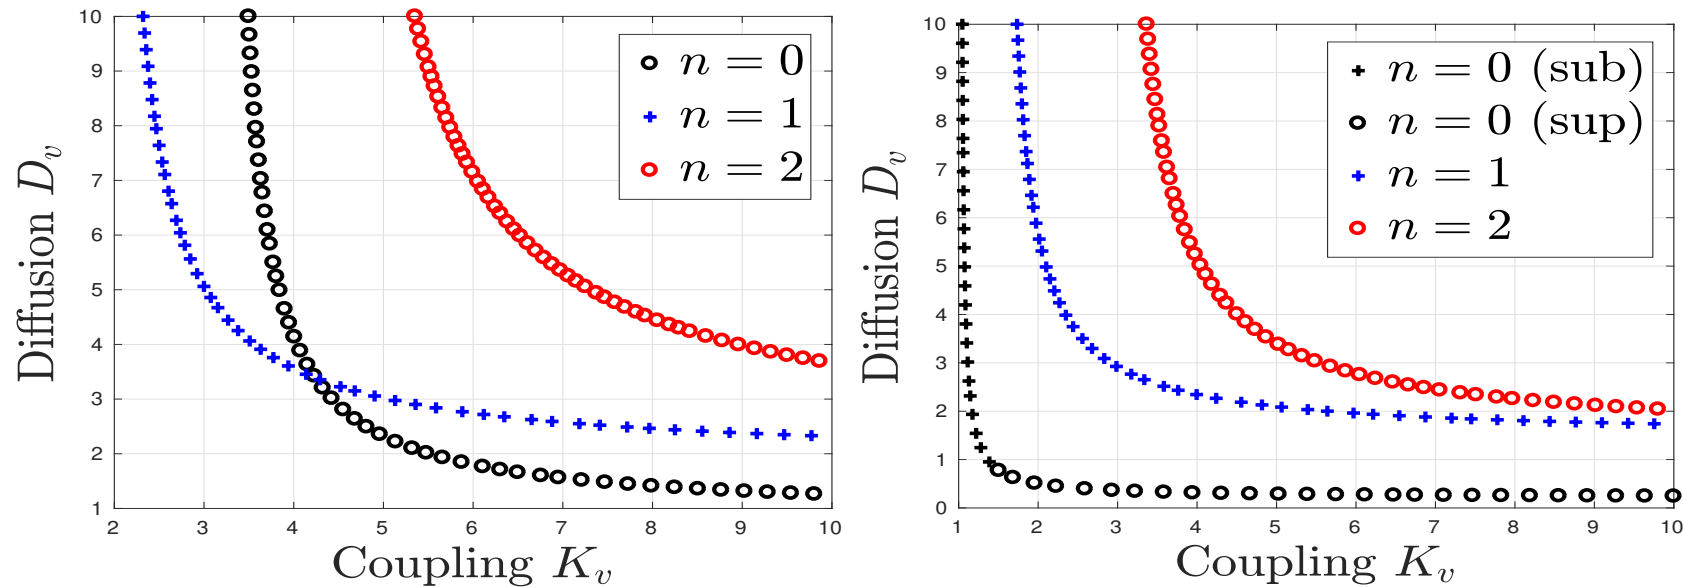 10
9
8
7
6
5
4
3
2
1
2 3 4 5 6 7 8 9 10
Diffusion D_v
Coupling K_v
n = 0
n = 1
n = 2
10
9
8
7
6
5
4
3
2
1
0
1 2 3 4 5 6 7 8 9 10
Diffusion D_v
Coupling K_v
n = 0 (sub)
n = 0 (sup)
n = 1
n = 2